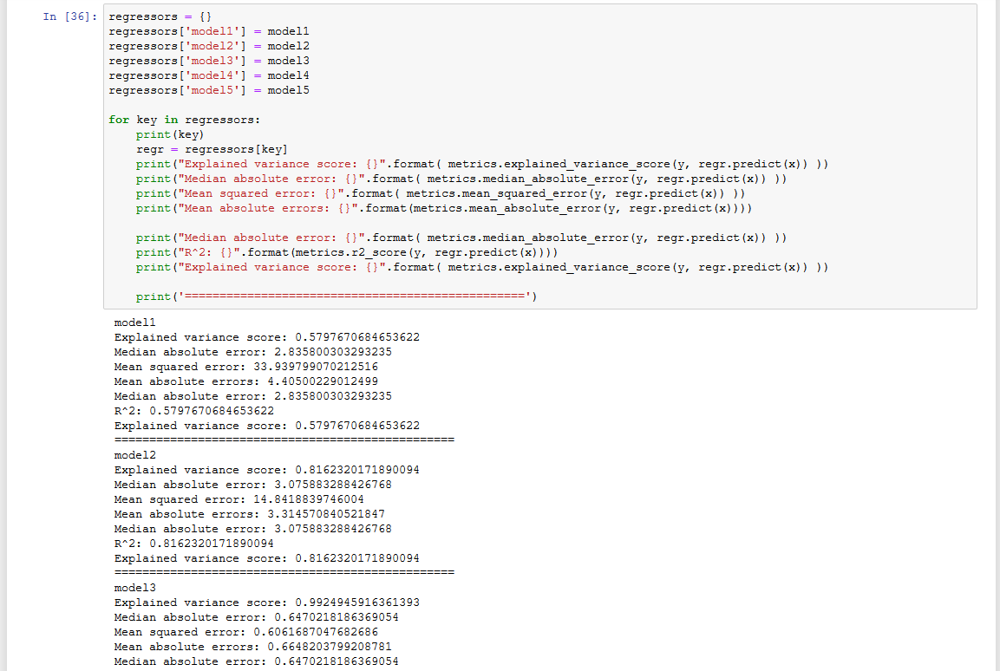 In [36]: regressors = {}
regressors['model1'] = model1
regressors['model2'] = model2
regressors['model3'] = model3
regressors['model4'] = model4
regressors['model5'] = model5

for key in regressors:
    print(key)
    regr = regressors[key]
    print("Explained variance score: {}".format( metrics.explained_variance_score(y, regr.predict(x)) ))
    print("Median absolute error: {}".format( metrics.median_absolute_error(y, regr.predict(x)) ))
    print("Mean squared error: {}".format( metrics.mean_squared_error(y, regr.predict(x)) ))
    print("Mean absolute errors: {}".format(metrics.mean_absolute_error(y, regr.predict(x))))

    print("Median absolute error: {}".format( metrics.median_absolute_error(y, regr.predict(x)) ))
    print("R^2: {}".format(metrics.r2_score(y, regr.predict(x))))
    print("Explained variance score: {}".format( metrics.explained_variance_score(y, regr.predict(x)) ))

    print('=================================================')
model1
Explained variance score: 0.5797670684653622
Median absolute error: 2.835800303293235
Mean squared error: 33.939799070212516
Mean absolute errors: 4.40500229012499
Median absolute error: 2.835800303293235
R^2: 0.5797670684653622
Explained variance score: 0.5797670684653622
=================================================
model2
Explained variance score: 0.8162320171890094
Median absolute error: 3.075883288426768
Mean squared error: 14.8418839746004
Mean absolute errors: 3.314570840521847
Median absolute error: 3.075883288426768
R^2: 0.8162320171890094
Explained variance score: 0.8162320171890094
=================================================
model3
Explained variance score: 0.9924945916361393
Median absolute error: 0.6470218186369054
Mean squared error: 0.6061687047682686
Mean absolute errors: 0.6648203799208781
Median absolute error: 0.6470218186369054